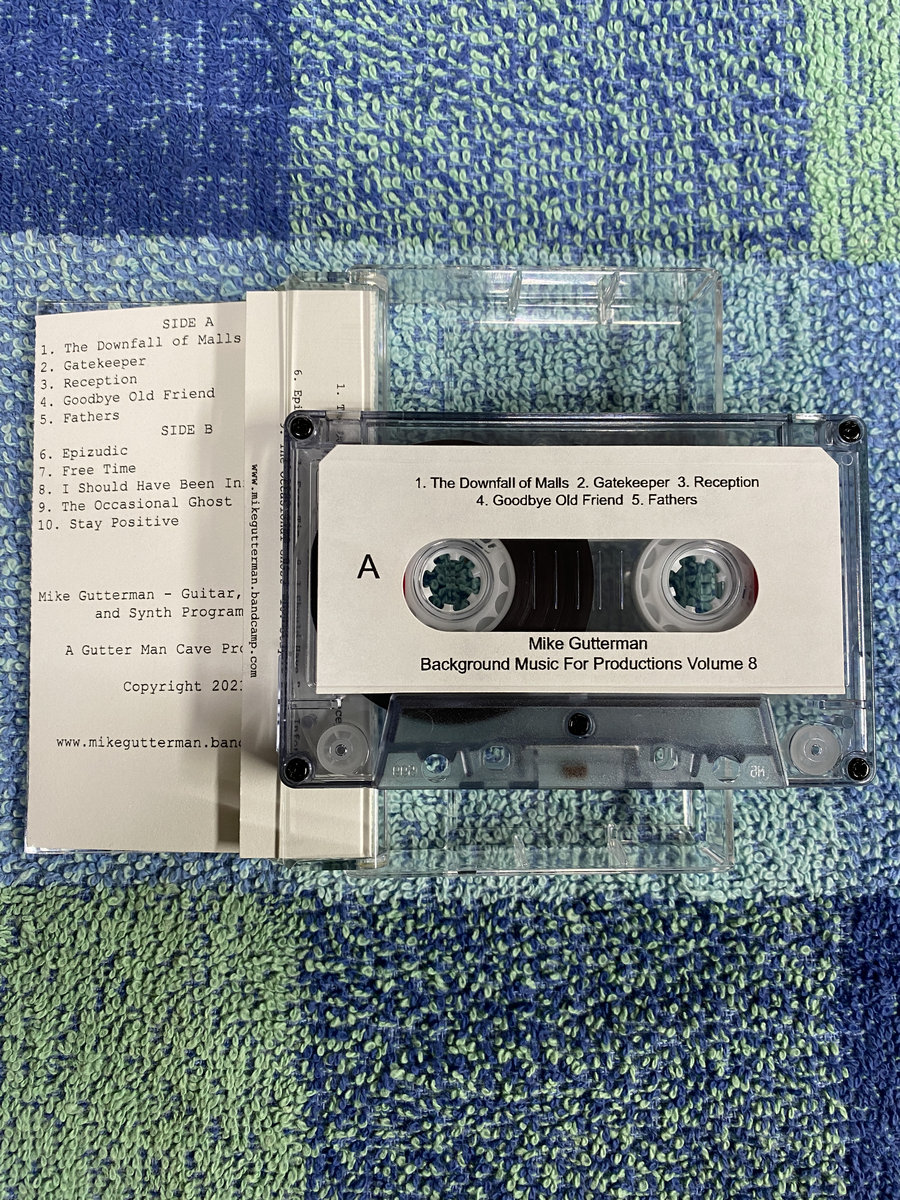 SIDE A
1. The Downfall of Malls
2. Gatekeeper
3. Reception
4. Goodbye Old Friend
5. Fathers
SIDE B
6. Epizudic
7. Free Time
8. I Should Have Been
9. The Occasional Ghost
10. Stay Positive
Mike Gutterman - Guitar,
and Synth
A Gutter Man Cave
Copyright
www.mikegutterman.band
www.mikegutterman.bandcamp.com
1. The Downfall of Malls 2. Gatekeeper 3. Reception
4. Goodbye Old Friend 5. Fathers
A
Mike Gutterman
Background Music For Productions Volume 8